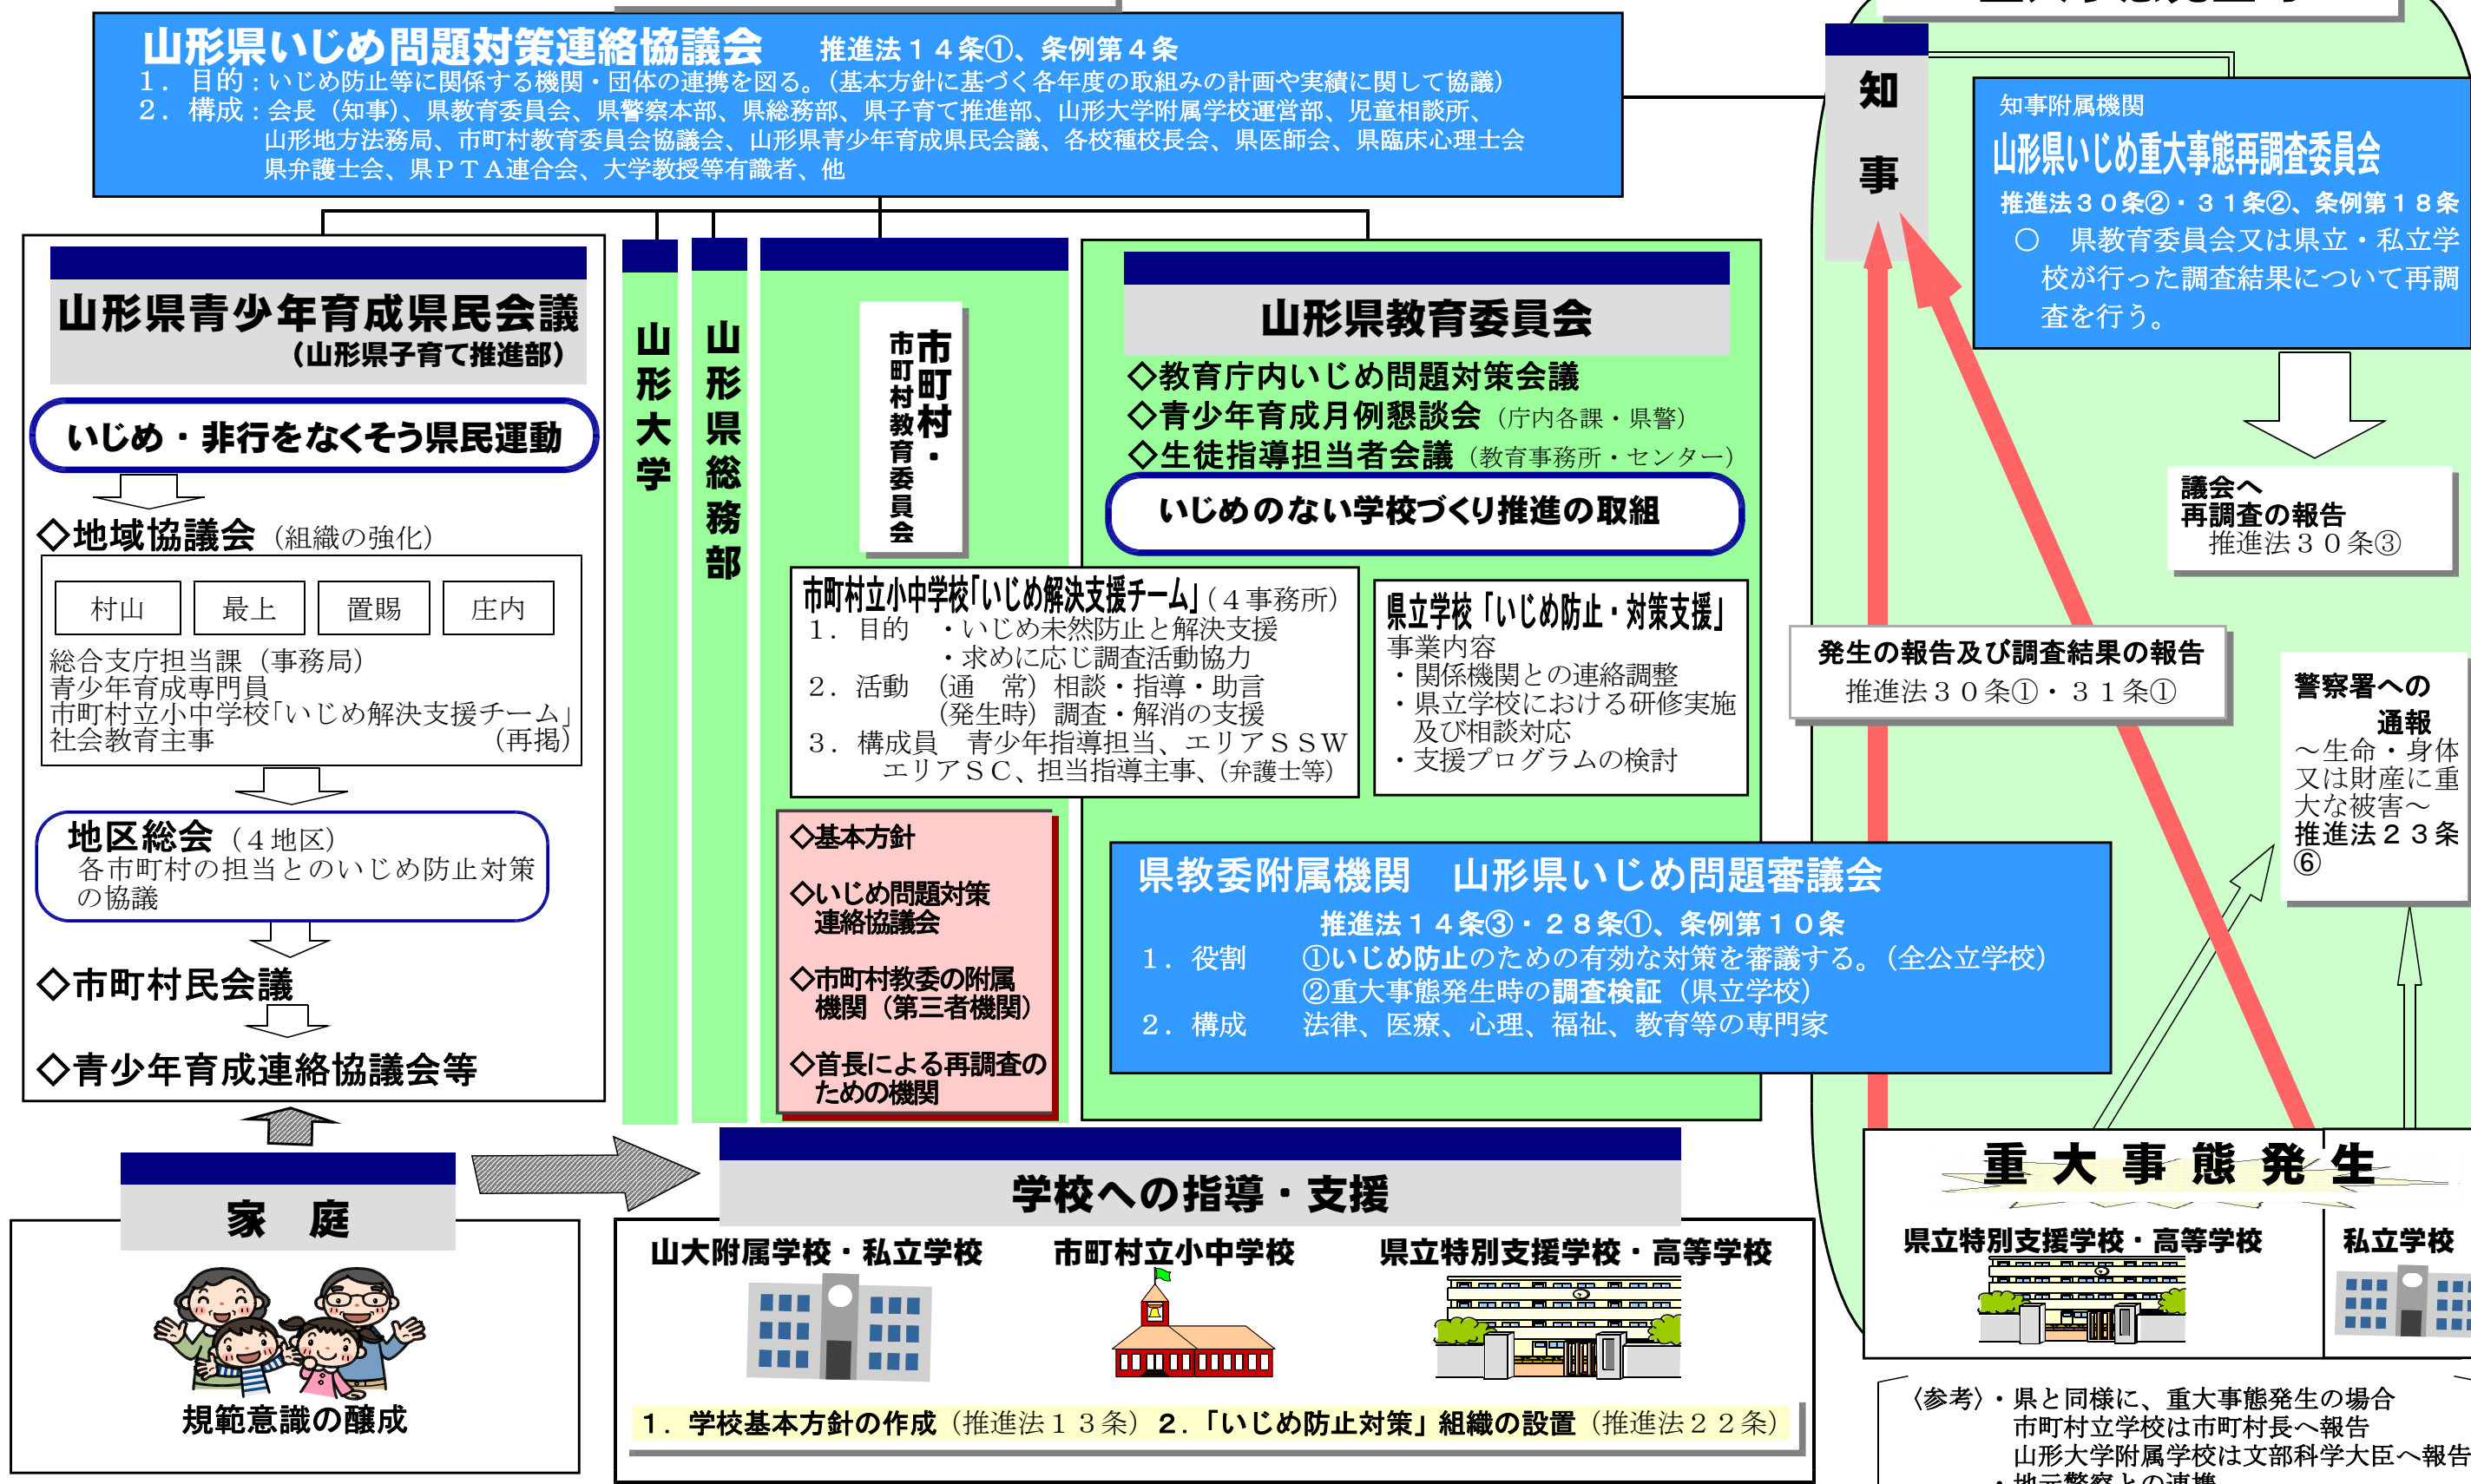 山形県いじめ問題対策連絡協議会　推進法１４条①、条例第４条
１．目的：いじめ防止等に関係する機関・団体の連携を図る。（基本方針に基づく各年度の取組みの計画や実績に関して協議）
２．構成：会長（知事）、県教育委員会、県警察本部、県総務部、県子育て推進部、山形大学附属学校運営部、児童相談所、
山形地方法務局、市町村教育委員会協議会、山形県青少年育成県民会議、各校種校長会、県医師会、県臨床心理士会
県弁護士会、県ＰＴＡ連合会、大学教授等有識者、他
山形県青少年育成県民会議
（山形県子育て推進部）
いじめ・非行をなくそう県民運動
◇地域協議会（組織の強化）
村山　最上　置賜　庄内
総合支庁担当課（事務局）
青少年育成専門員
市町村立小中学校「いじめ解決支援チーム」
社会教育主事　（再掲）
地区総会（４地区）
各市町村の担当とのいじめ防止対策
の協議
◇市町村民会議
◇青少年育成連絡協議会等
家　庭
規範意識の醸成
山形大学
山形県総務部
市町村・
市町村教育委員会
山形県教育委員会
◇教育庁内いじめ問題対策会議
◇青少年育成月例懇談会（庁内各課・県警）
◇生徒指導担当者会議（教育事務所・センター）
いじめのない学校づくり推進の取組
市町村立小中学校「いじめ解決支援チーム」（４事務所）
１．目的　・いじめ未然防止と解決支援
・求めに応じ調査活動協力
２．活動　（通　常）相談・指導・助言
（発生時）調査・解消の支援
３．構成員　青少年指導担当、エリアＳＳＷ
エリアＳＣ、担当指導主事、（弁護士等）
県立学校「いじめ防止・対策支援」
事業内容
・関係機関との連絡調整
・県立学校における研修実施
及び相談対応
・支援プログラムの検討
◇基本方針
◇いじめ問題対策
連絡協議会
◇市町村教委の附属
機関（第三者機関）
◇首長による再調査の
ための機関
県教委附属機関　山形県いじめ問題審議会
推進法１４条③・２８条①、条例第１０条
１．役割　①いじめ防止のための有効な対策を審議する。（全公立学校）
②重大事態発生時の調査検証（県立学校）
２．構成　法律、医療、心理、福祉、教育等の専門家
学校への指導・支援
山大附属学校・私立学校　市町村立小中学校　県立特別支援学校・高等学校
１．学校基本方針の作成（推進法１３条）２．「いじめ防止対策」組織の設置（推進法２２条）
知事
知事附属機関
山形県いじめ重大事態再調査委員会
推進法３０条②・３１条②、条例第１８条
○　県教育委員会又は県立・私立学
校が行った調査結果について再調
査を行う。
議会へ
再調査の報告
推進法３０条③
発生の報告及び調査結果の報告
推進法３０条①・３１条①
警察署への
通報
～生命・身体
又は財産に重
大な被害～
推進法２３条
⑥
重大事態発生
県立特別支援学校・高等学校　私立学校
〈参考〉・県と同様に、重大事態発生の場合
市町村立学校は市町村長へ報告
山形大学附属学校は文部科学大臣へ報告
・地元警察との連携